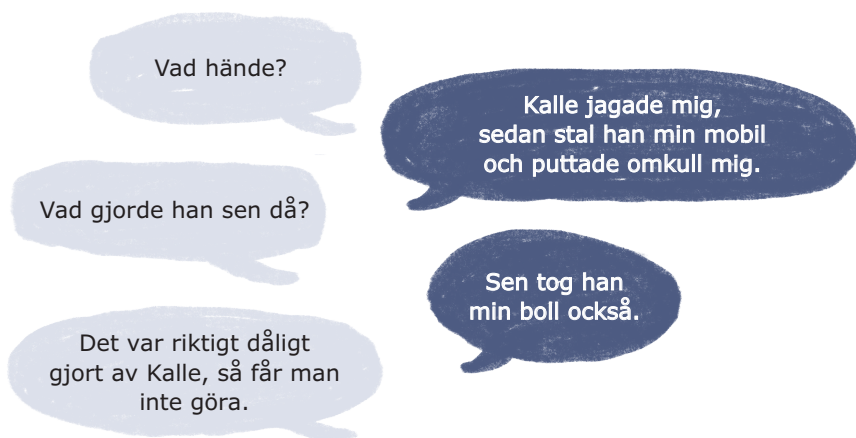 Vad hände?
Kalle jagade mig,
sedan stal han min mobil
och puttade omkull mig.
Vad gjorde han sen då?
Sen tog han
min boll också.
Det var riktigt dåligt
gjort av Kalle, så får man
inte göra.